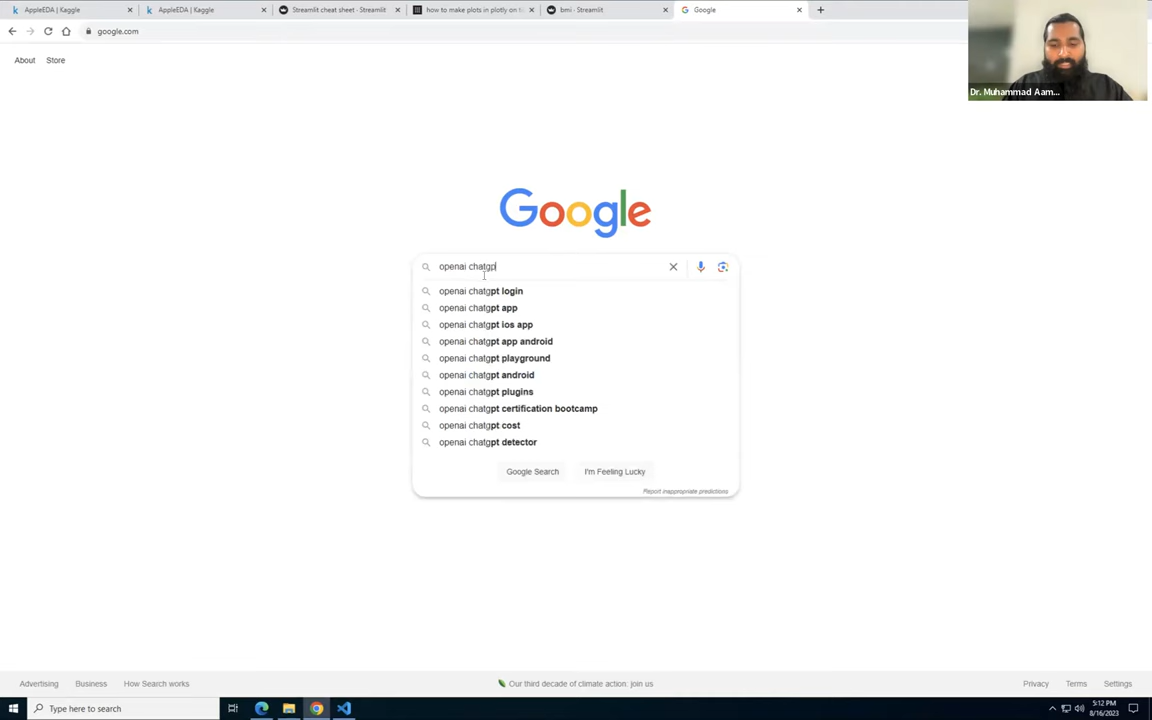 AppleEDA | Kaggle
AppleEDA | Kaggle
Streamlit cheat sheet - Streamlit
how to make plots in plotly on
bmi · Streamlit
Google
google.com
About
Store
Dr. Muhammad Aam...
Google
openai chatgp
openai chatgpt login
openai chatgpt app
openai chatgpt ios app
openai chatgpt app android
openai chatgpt playground
openai chatgpt android
openai chatgpt plugins
openai chatgpt certification bootcamp
openai chatgpt cost
openai chatgpt detector
Google Search
I'm Feeling Lucky
Report inappropriate predictions
Our third decade of climate action: join us
Advertising
Business
How Search works
Privacy
Terms
Settings
Type here to search
5:12 PM
8/16/2023